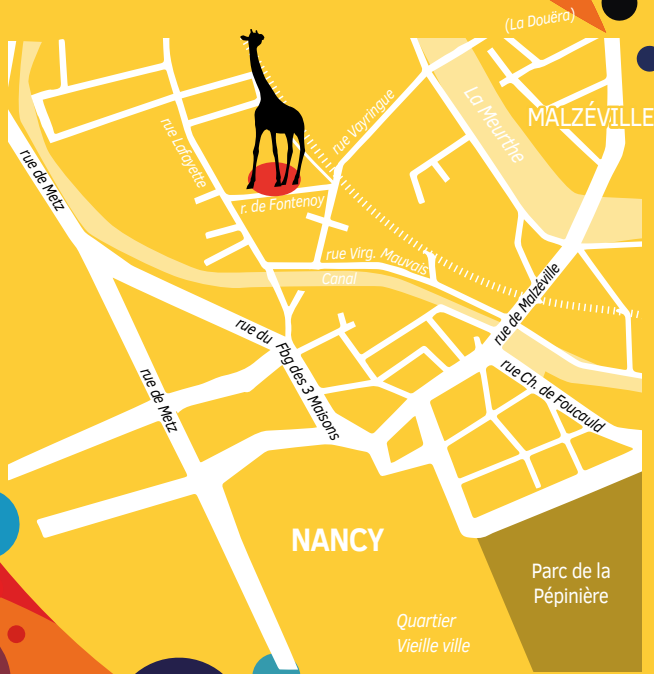 (La Douëra)
La Meurthe
MALZÉVILLE
rue Vayringue
rue Lafayette
rue de Metz
r. de Fontenoy
rue Virg. Mauvais
Canal
rue de Malzéville
rue du Fbg des 3 Maisons
rue de Metz
rue Ch. de Foucauld
NANCY
Parc de la
Pépinière
Quartier
Vieille ville